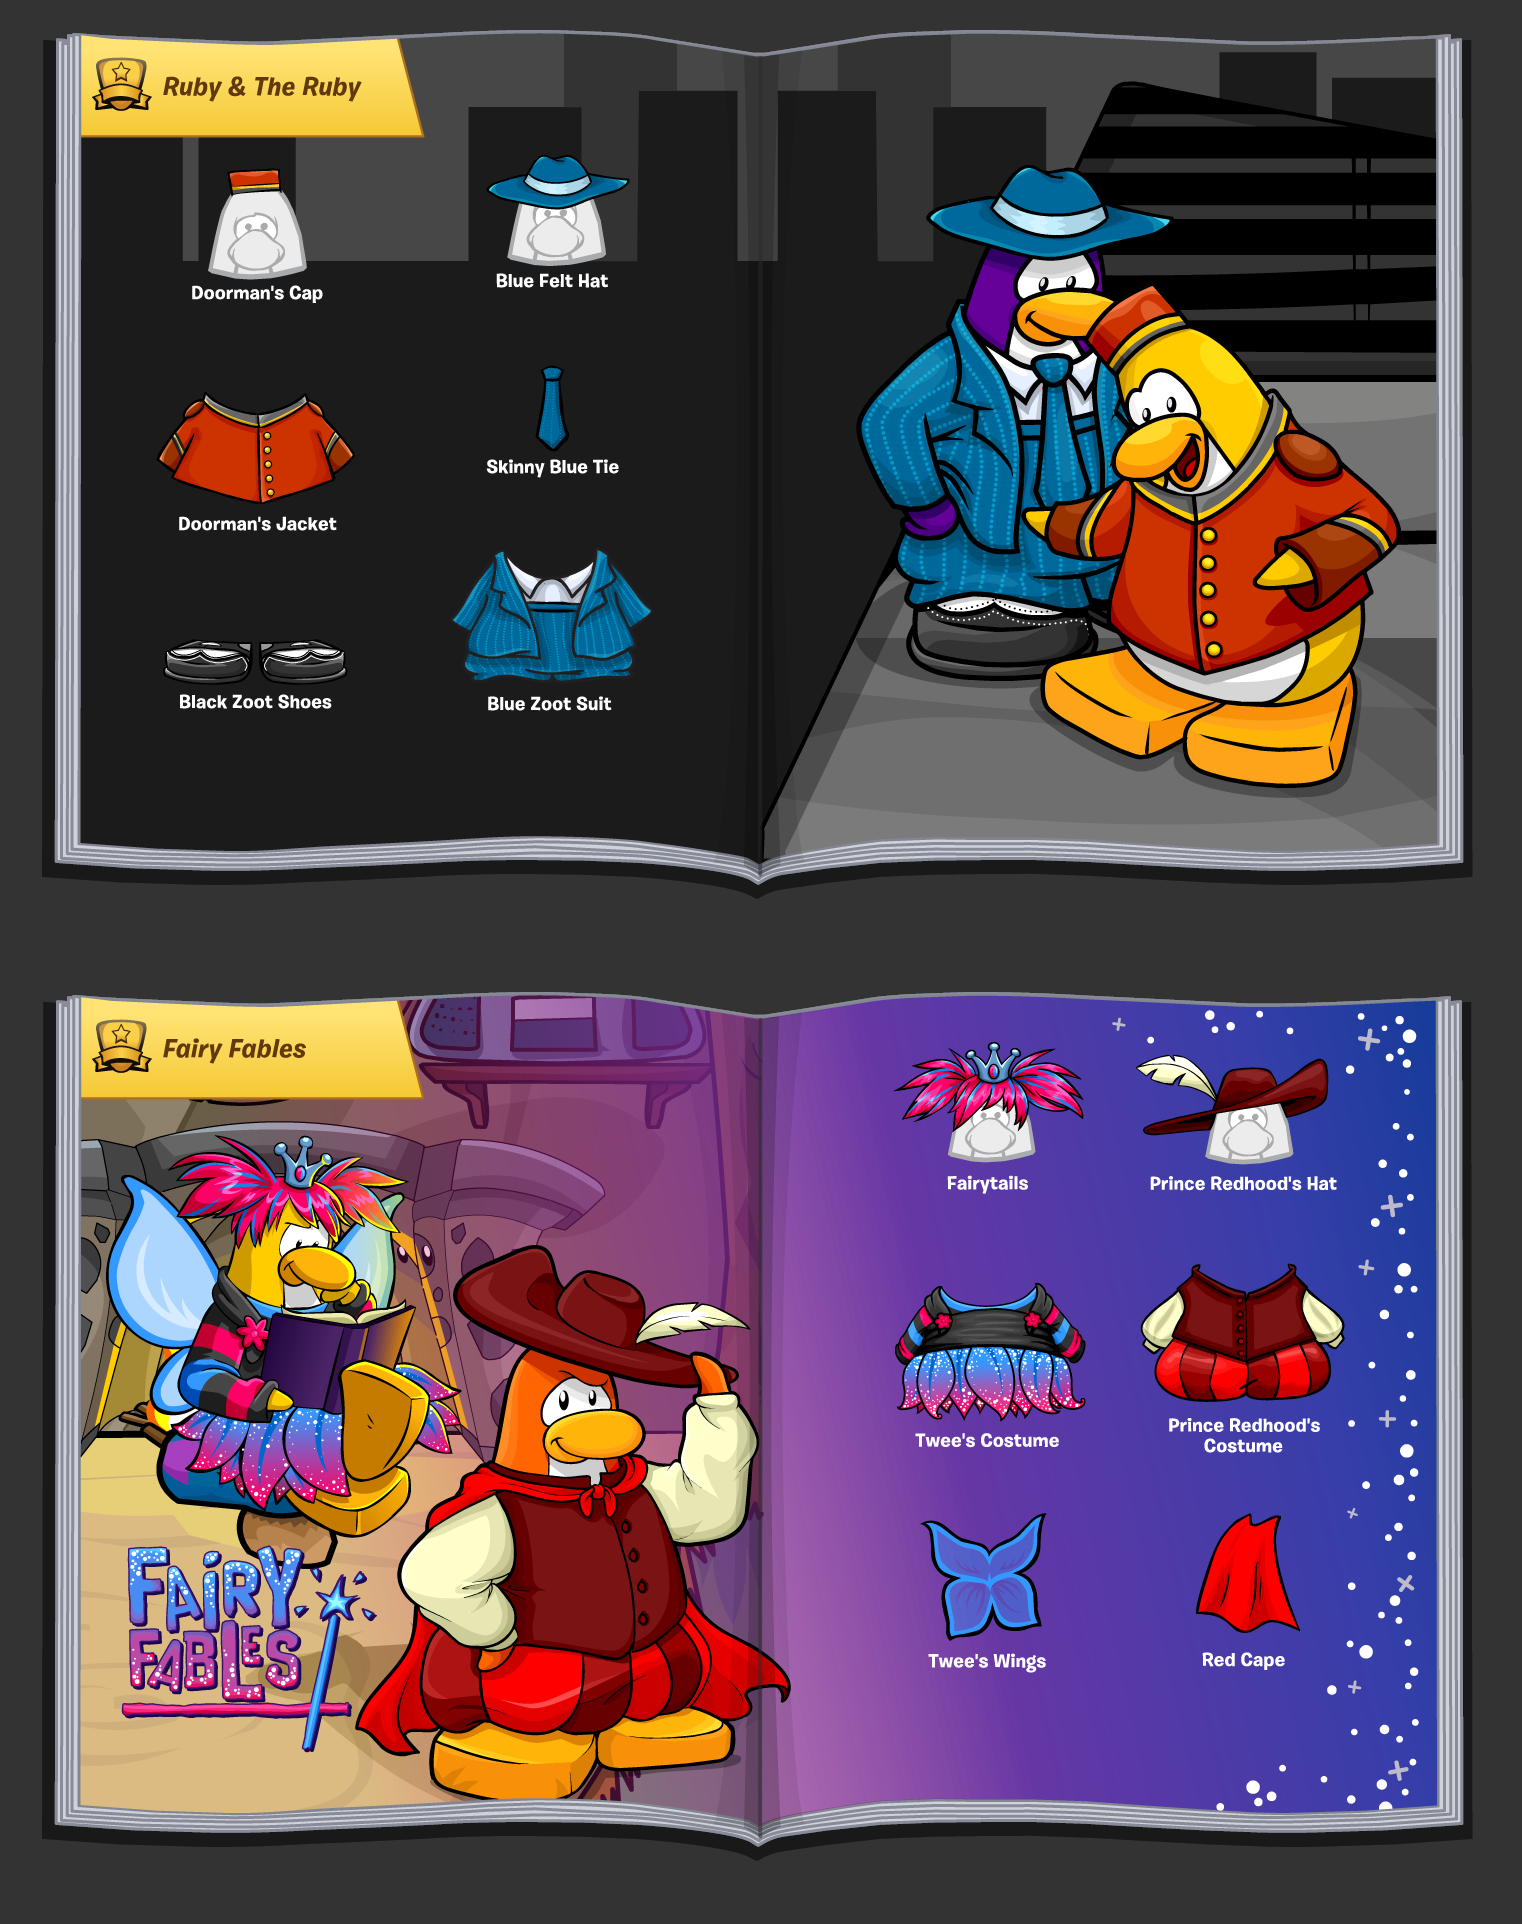 Ruby & The Ruby
Doorman's Cap
Blue Felt Hat
Doorman's Jacket
Skinny Blue Tie
Black Zoot Shoes
Blue Zoot Suit
Fairy Fables
FAiRY
FABLES
Fairytails
Prince Redhood's Hat
Twee's Costume
Prince Redhood's
Costume
Twee's Wings
Red Cape